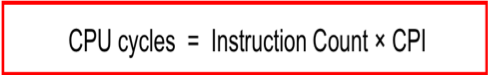 CPU cycles = Instruction Count × CPI